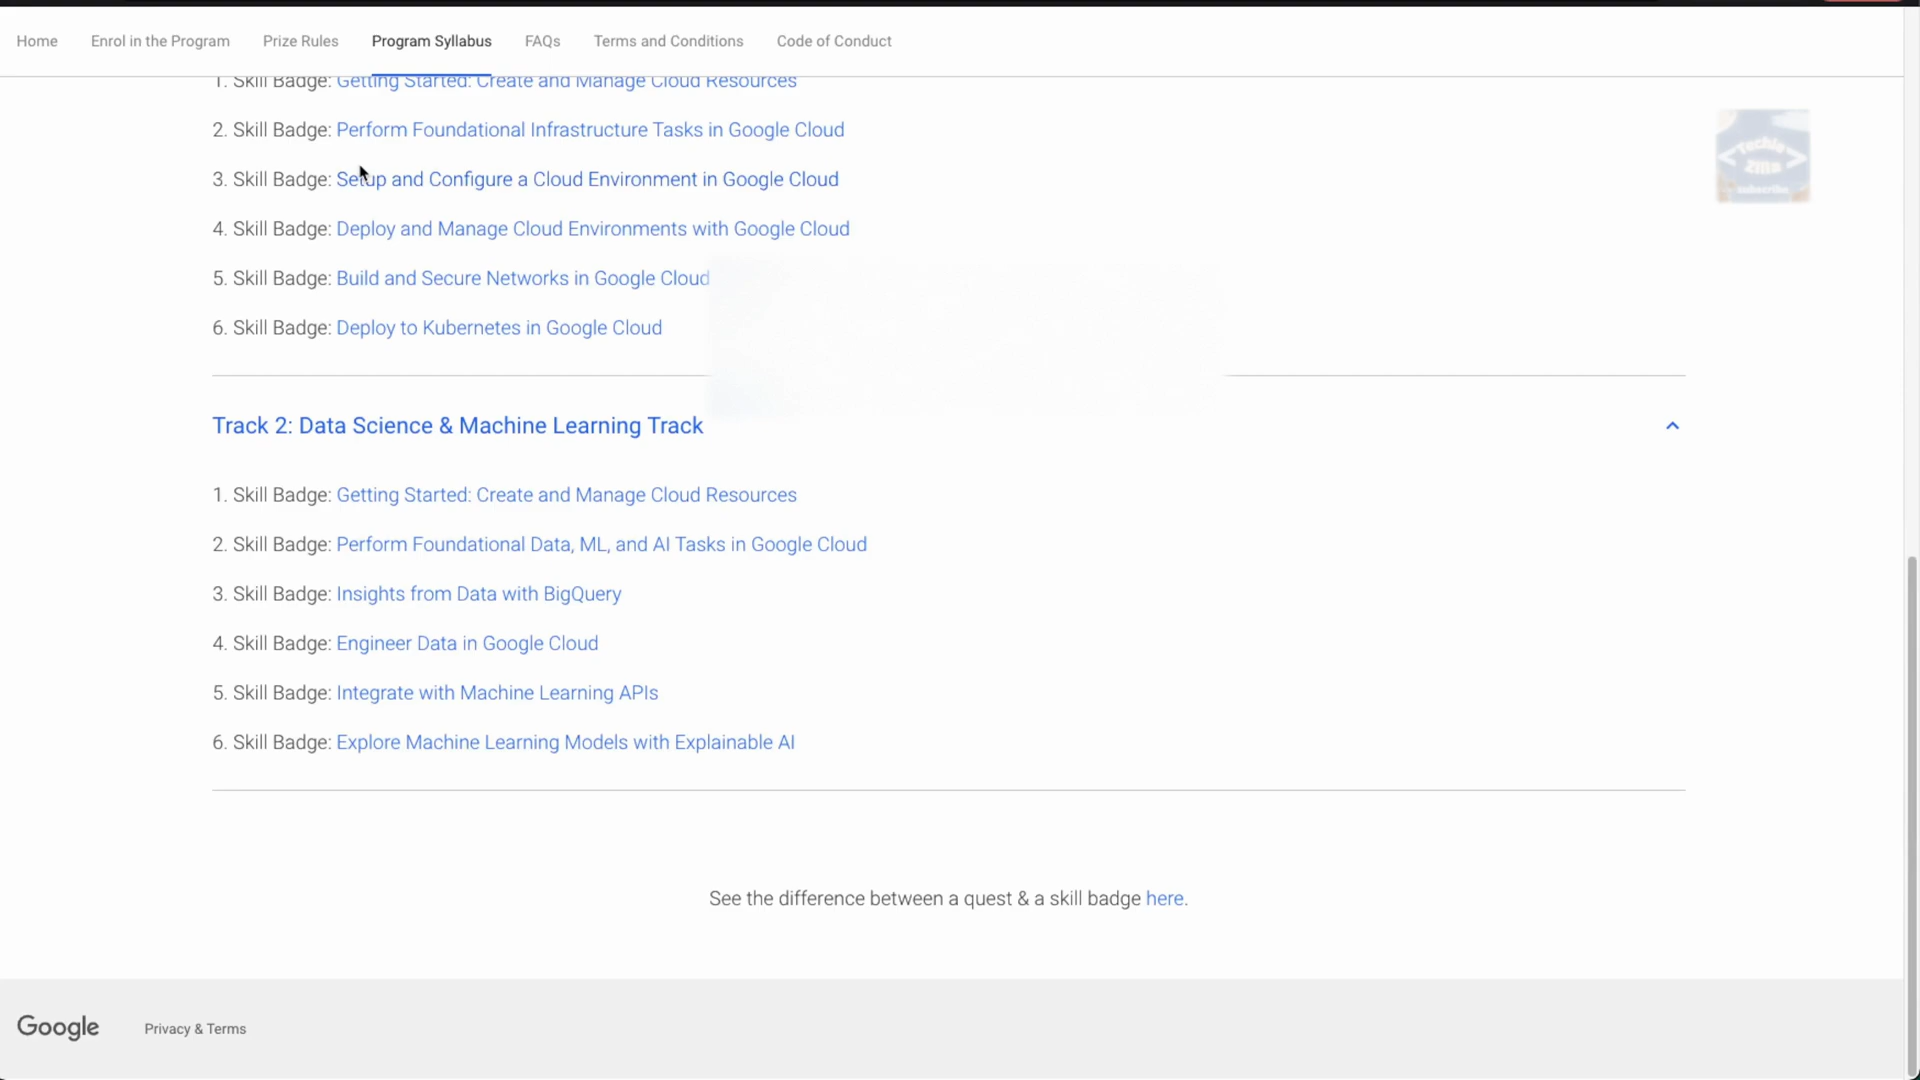 Home Enrol in the Program Prize Rules Program Syllabus FAQs Terms and Conditions Code of Conduct
1. Skill Badge: Getting Started: Create and Manage Cloud Resources
2. Skill Badge: Perform Foundational Infrastructure Tasks in Google Cloud
3. Skill Badge: Setup and Configure a Cloud Environment in Google Cloud
4. Skill Badge: Deploy and Manage Cloud Environments with Google Cloud
5. Skill Badge: Build and Secure Networks in Google Cloud
6. Skill Badge: Deploy to Kubernetes in Google Cloud
<Techie
zilla>
subscribe
Track 2: Data Science & Machine Learning Track
1. Skill Badge: Getting Started: Create and Manage Cloud Resources
2. Skill Badge: Perform Foundational Data, ML, and AI Tasks in Google Cloud
3. Skill Badge: Insights from Data with BigQuery
4. Skill Badge: Engineer Data in Google Cloud
5. Skill Badge: Integrate with Machine Learning APIs
6. Skill Badge: Explore Machine Learning Models with Explainable AI
See the difference between a quest & a skill badge here.
Google Privacy & Terms